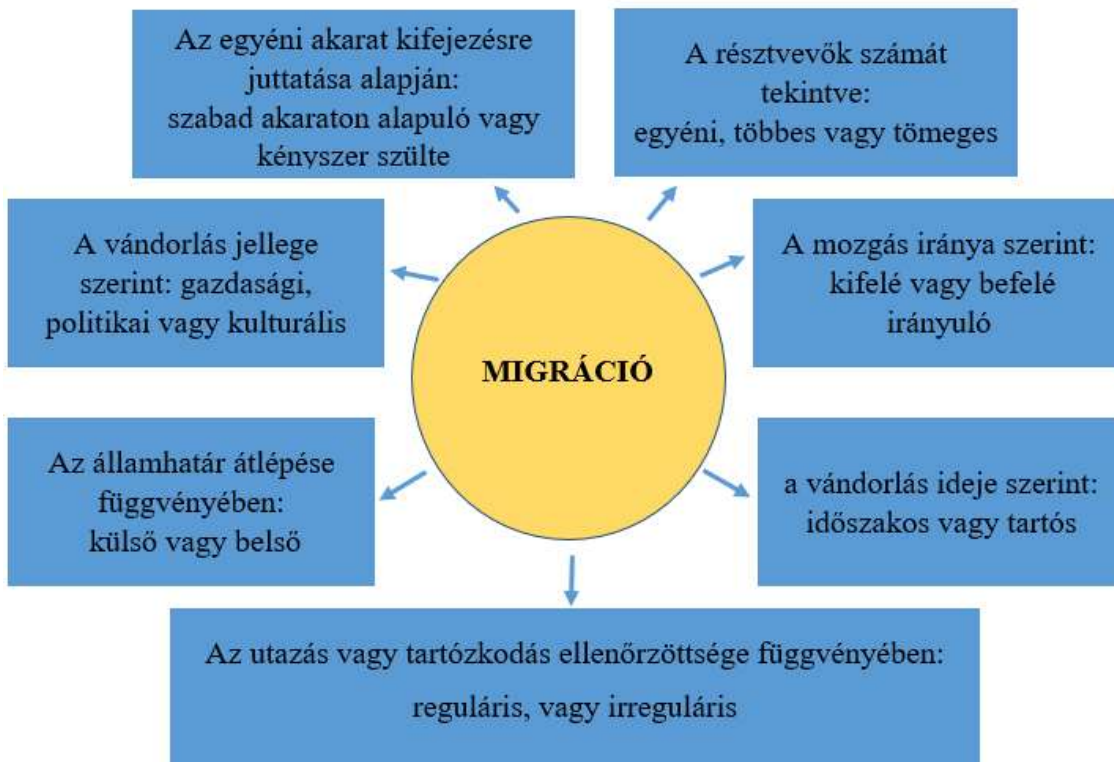 Az egyéni akarat kifejezésre
juttatása alapján:
szabad akaraton alapuló vagy
kényszer szülte
A résztvevők számát
tekintve:
egyéni, többes vagy tömeges
A vándorlás jellege
szerint: gazdasági,
politikai vagy kulturális
A mozgás iránya szerint:
kifelé vagy befelé
irányuló
MIGRÁCIÓ
Az államhatár átlépése
függvényében:
külső vagy belső
a vándorlás ideje szerint:
időszakos vagy tartós
Az utazás vagy tartózkodás ellenőrzöttsége függvényében:
reguláris, vagy irreguláris